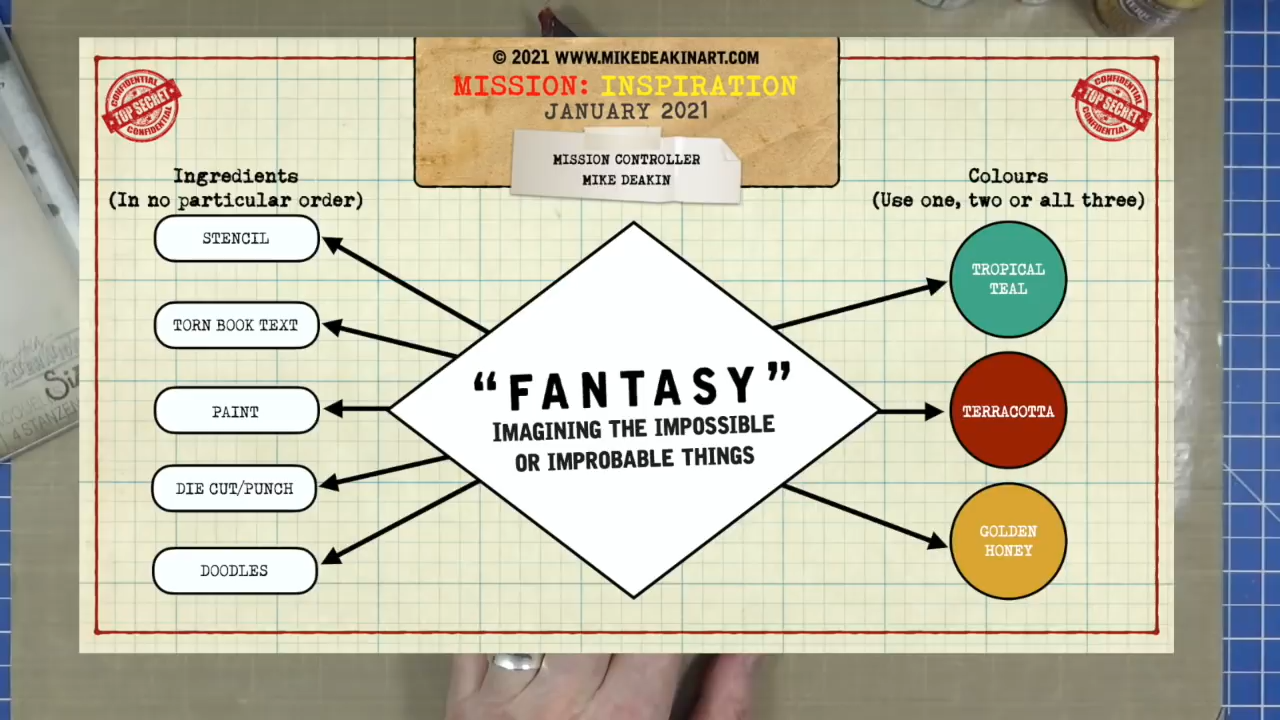 © 2021 WWW.MIKEDEAKINART.COM
MISSION: INSPIRATION
JANUARY 2021
MISSION CONTROLLER
MIKE DEAKIN
CONFIDENTIAL
TOP SECRET
CONFIDENTIAL
CONFIDENTIAL
TOP SECRET
CONFIDENTIAL
Ingredients
(In no particular order)
STENCIL
TORN BOOK TEXT
PAINT
DIE CUT/PUNCH
DOODLES
“FANTASY”
IMAGINING THE IMPOSSIBLE
OR IMPROBABLE THINGS
Colours
(Use one, two or all three)
TROPICAL
TEAL
TERRACOTTA
GOLDEN
HONEY